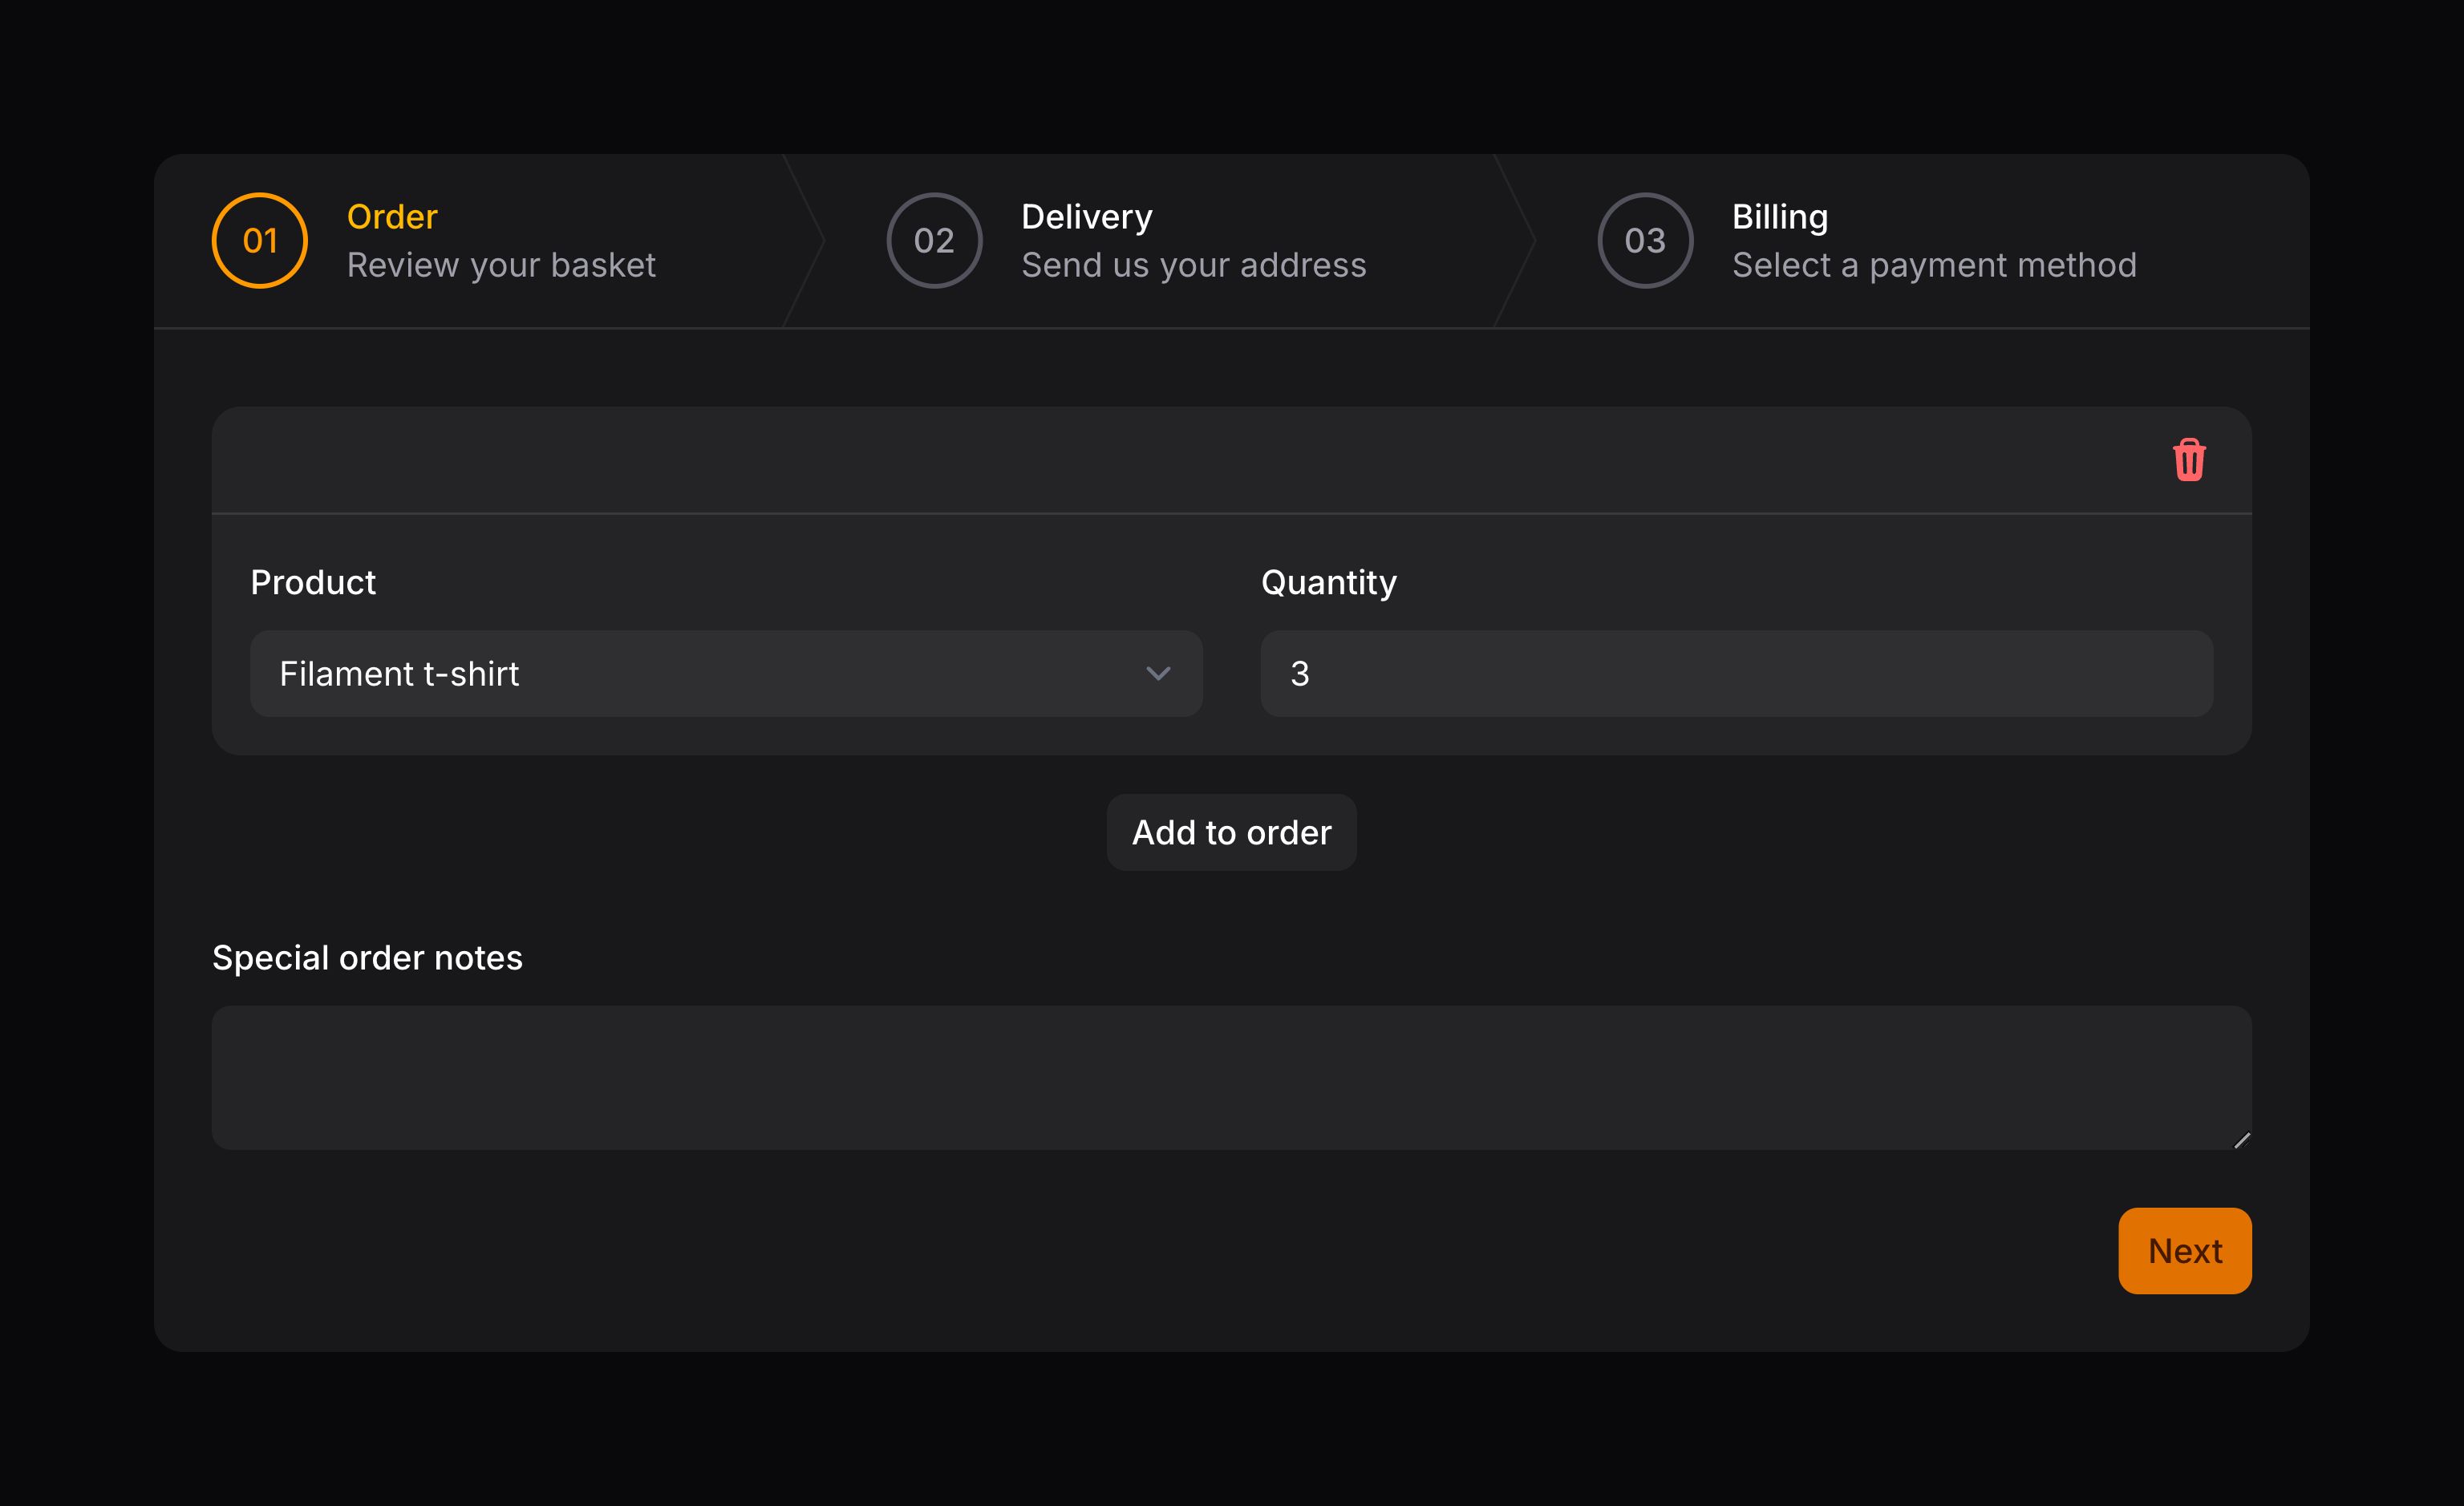 01
Order
Review your basket
02
Delivery
Send us your address
03
Billing
Select a payment method
Product
Quantity
Filament t-shirt
3
Add to order
Special order notes
Next